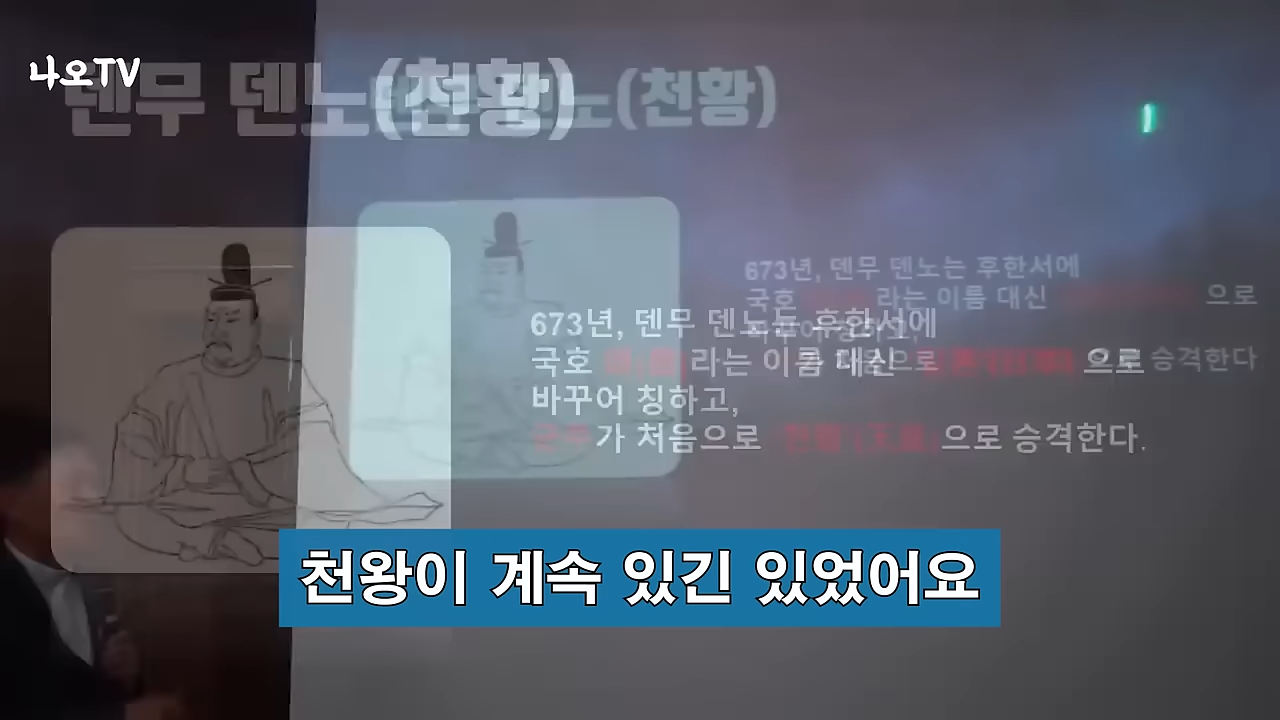 나오TV
덴무 덴노(천황)
노(천황)
673년, 덴무 덴노는 후한서에
국호 라는 이름 대신 으로
673년, 덴무 덴노는 후한서에
국호 라는 이름 대신 으로
승격한다
바꾸어 칭하고,
가 처음으로 으로 승격한다.
천왕이 계속 있긴 있었어요